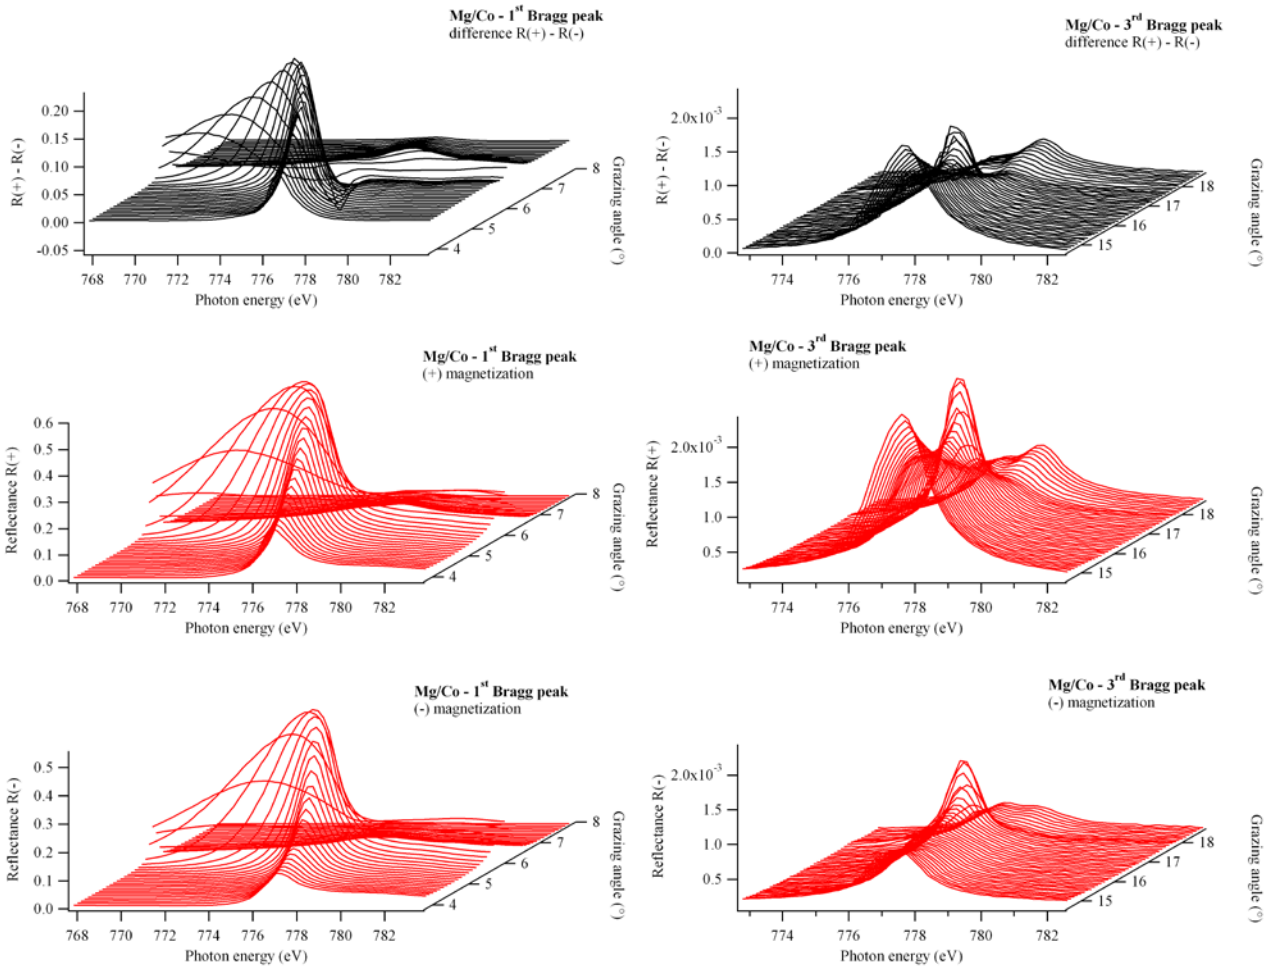 Mg/Co - 1st Bragg peak
difference R(+) - R(-)
0.20
0.15
0.10
0.05
0.00
-0.05
R(+) - R(-)
768 770 772 774 776 778 780 782
Photon energy (eV)
4 5 6 7 8
Grazing angle (°)
Mg/Co - 3rd Bragg peak
difference R(+) - R(-)
2.0x10-3
1.5
1.0
0.5
0.0
R(+) - R(-)
774 776 778 780 782
Photon energy (eV)
15 16 17 18
Grazing angle (°)
Mg/Co - 1st Bragg peak
(+) magnetization
0.6
0.5
0.4
0.3
0.2
0.1
0.0
Reflectance R(+)
768 770 772 774 776 778 780 782
Photon energy (eV)
4 5 6 7 8
Grazing angle (°)
Mg/Co - 3rd Bragg peak
(+) magnetization
2.0x10-3
1.5
1.0
0.5
Reflectance R(+)
774 776 778 780 782
Photon energy (eV)
15 16 17 18
Grazing angle (°)
Mg/Co - 1st Bragg peak
(-) magnetization
0.5
0.4
0.3
0.2
0.1
0.0
Reflectance R(-)
768 770 772 774 776 778 780 782
Photon energy (eV)
4 5 6 7 8
Grazing angle (°)
Mg/Co - 3rd Bragg peak
(-) magnetization
2.0x10-3
1.5
1.0
0.5
Reflectance R(-)
774 776 778 780 782
Photon energy (eV)
15 16 17 18
Grazing angle (°)